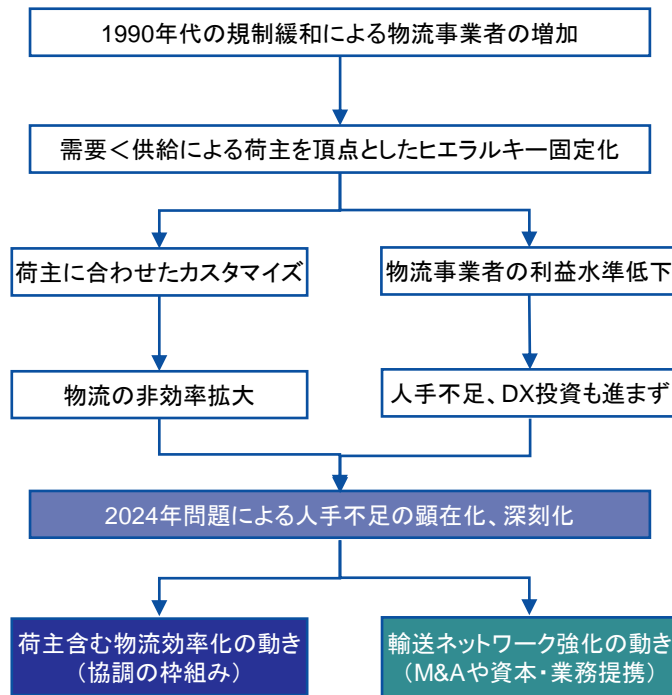 1990年代の規制緩和による物流事業者の増加
需要＜供給による荷主を頂点としたヒエラルキー固定化
荷主に合わせたカスタマイズ
物流事業者の利益水準低下
物流の非効率拡大
人手不足、DX投資も進まず
2024年問題による人手不足の顕在化、深刻化
荷主含む物流効率化の動き
（協調の枠組み）
輸送ネットワーク強化の動き
（M&Aや資本・業務提携）